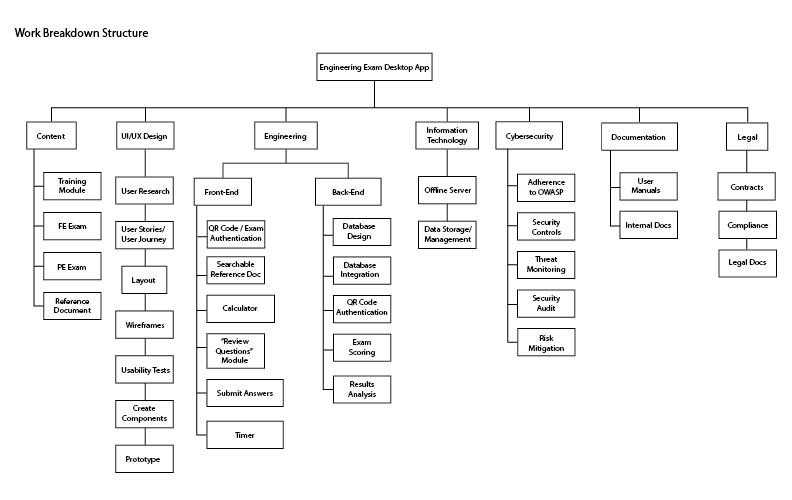 Work Breakdown Structure
Engineering Exam Desktop App
Content
Training
Module
FE Exam
PE Exam
Reference
Document
UI/UX Design
User Research
User Stories/
User Journey
Layout
Wireframes
Usability Tests
Create
Components
Prototype
Engineering
Front-End
QR Code / Exam
Authentication
Searchable
Reference Doc
Calculator
"Review
Questions"
Module
Submit Answers
Timer
Back-End
Database
Design
Database
Integration
QR Code
Authentication
Exam
Scoring
Results
Analysis
Information
Technology
Offline Server
Data Storage/
Management
Cybersecurity
Adherence
to OWASP
Security
Controls
Threat
Monitoring
Security
Audit
Risk
Mitigation
Documentation
User
Manuals
Internal Docs
Legal
Contracts
Compliance
Legal Docs